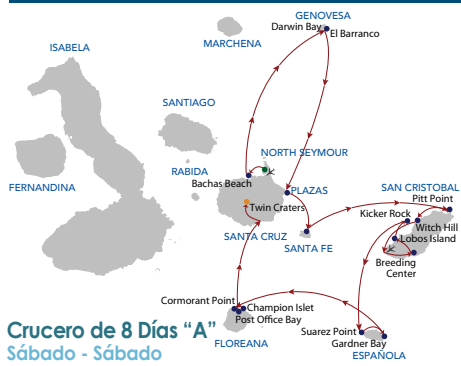 GENOVESA
Darwin Bay
El Barranco
MARCHENA
ISABELA
SANTIAGO
NORTH SEYMOUR
RABIDA
Bachas Beach
PLAZAS
FERNANDINA
Twin Craters
SAN CRISTOBAL
Pitt Point
Kicker Rock
Witch Hill
Lobos Island
SANTA CRUZ
SANTA FE
Breeding
Center
Cormorant Point
Champion Islet
Post Office Bay
FLOREANA
Suarez Point
Gardner Bay
ESPAÑOLA
Crucero de 8 Días “A”
Sábado - Sábado